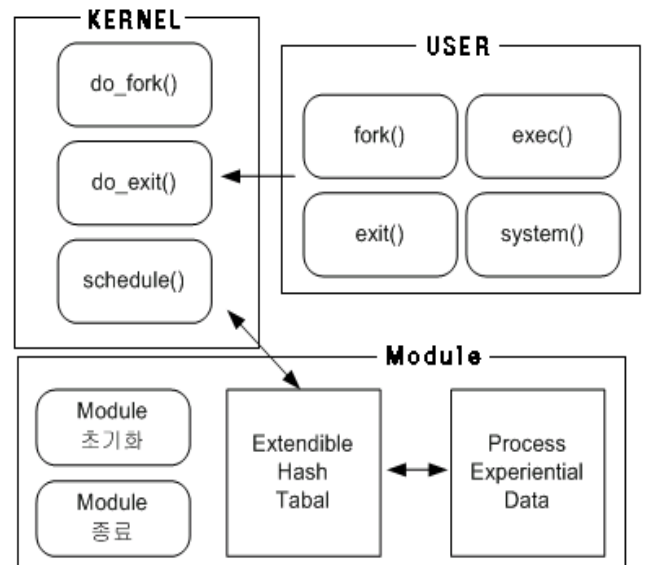 KERNEL
do_fork()
do_exit()
schedule()
USER
fork()
exec()
exit()
system()
Module
Module
초기화
Module
종료
Extendible
Hash
Tabal
Process
Experiential
Data